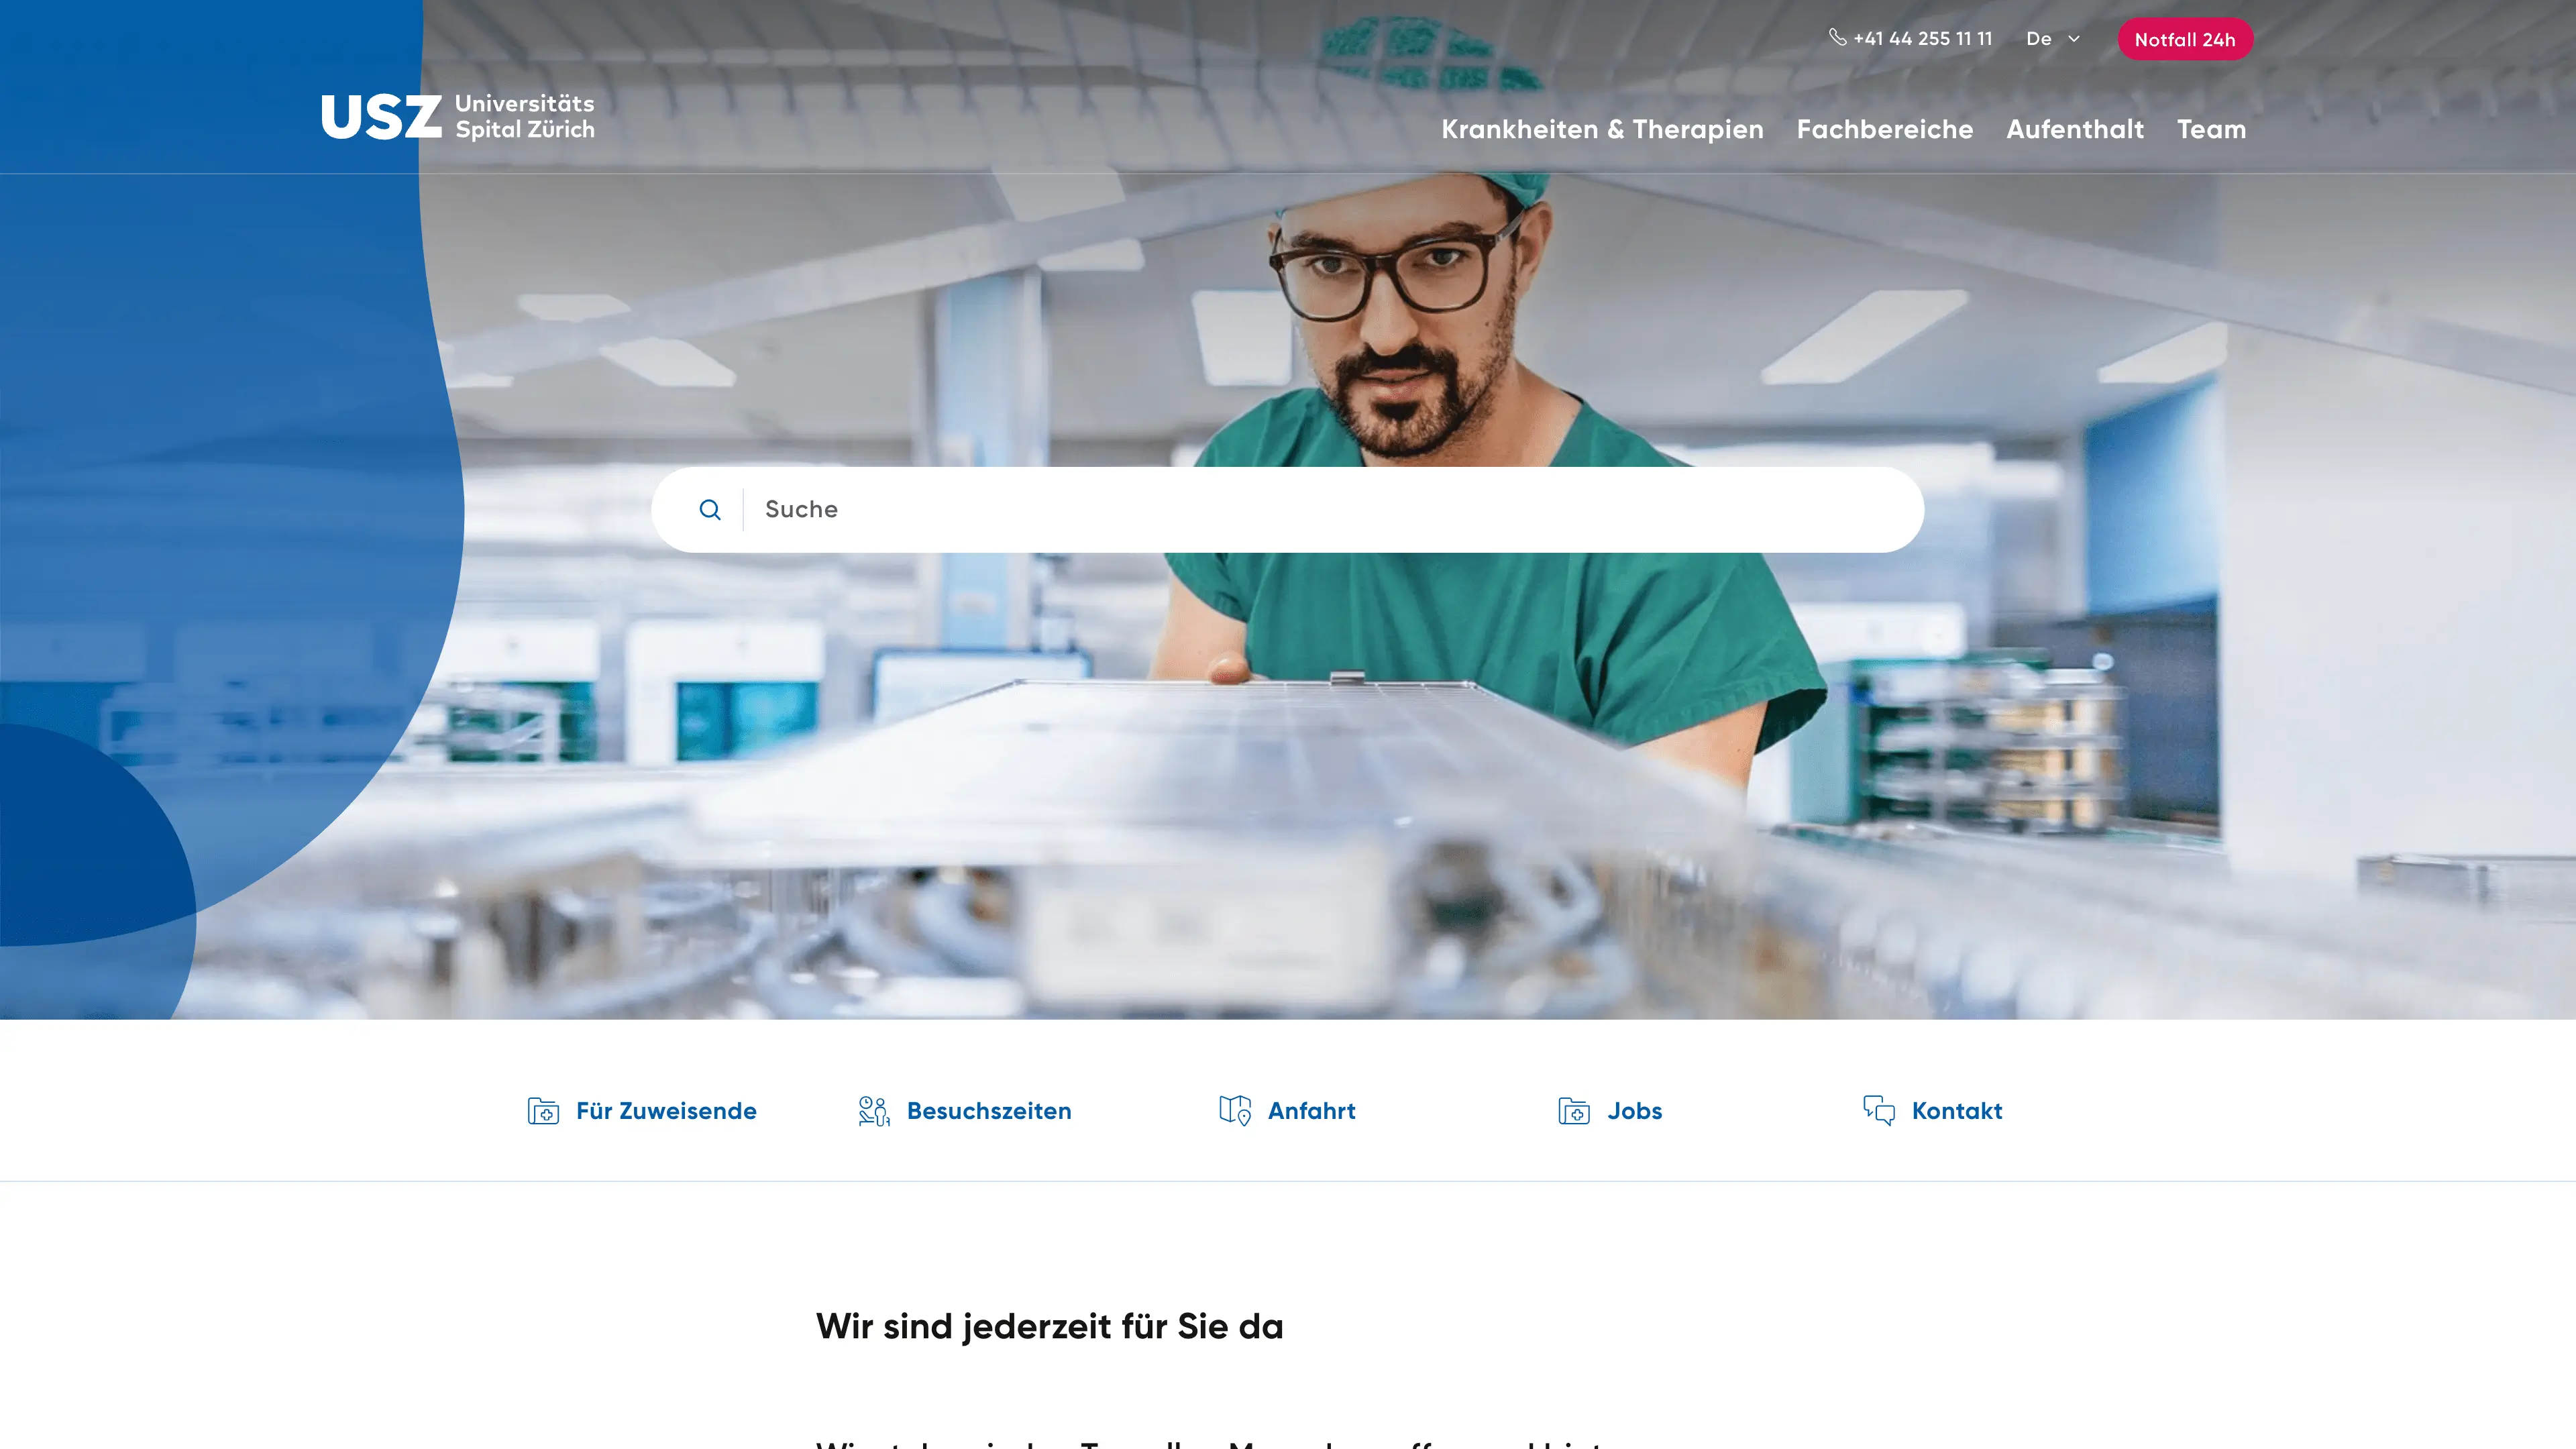 +41 44 255 11 11
De
Notfall 24h
USZ Universitäts
Spital Zürich
Krankheiten & Therapien
Fachbereiche
Aufenthalt
Team
Suche
Für Zuweisende
Besuchszeiten
Anfahrt
Jobs
Kontakt
Wir sind jederzeit für Sie da